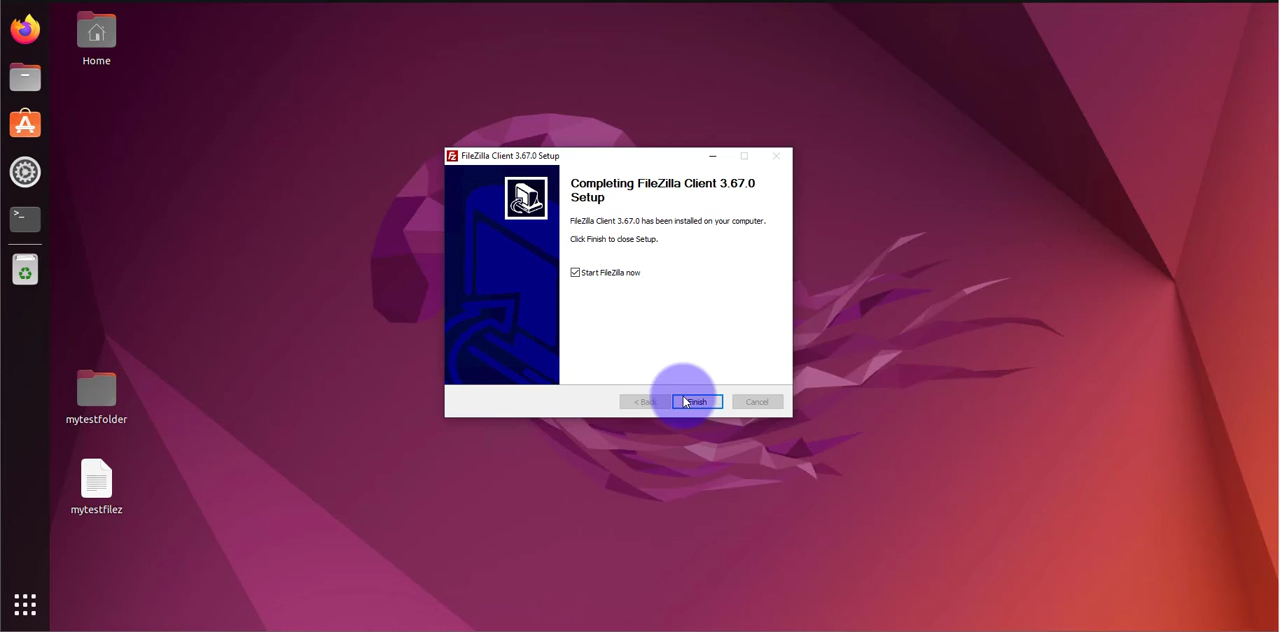 Home
FileZilla Client 3.67.0 Setup
Completing FileZilla Client 3.67.0
Setup
FileZilla Client 3.67.0 has been installed on your computer.
Click Finish to close Setup.
Start FileZilla now
< Back
Finish
Cancel
mytestfolder
mytestfilez